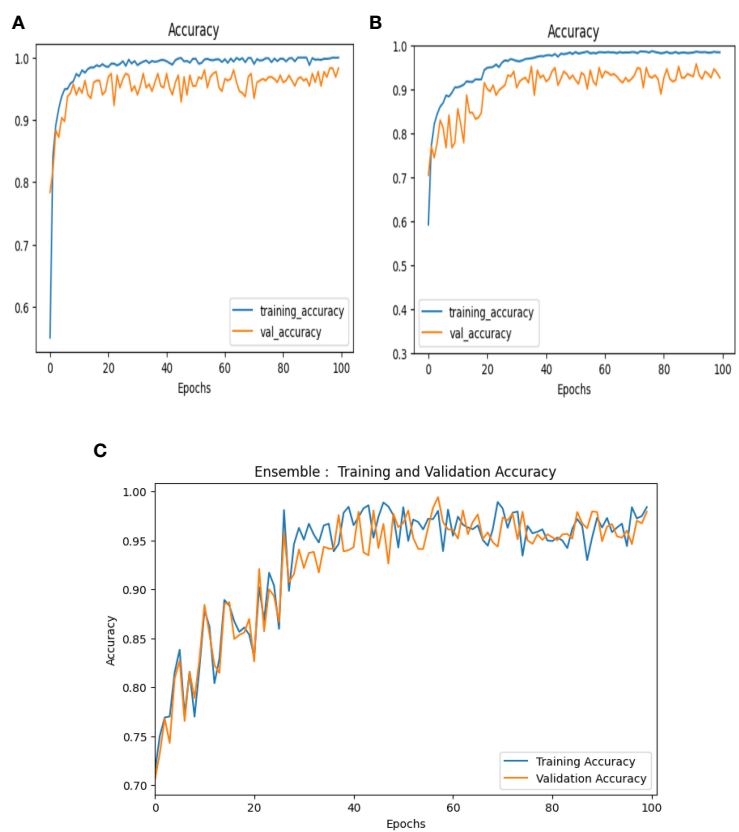 A
Accuracy
1.0
0.9
0.8
0.7
0.6
training_accuracy
val_accuracy
0 20 40 60 80 100
Epochs
B
Accuracy
1.0
0.9
0.8
0.7
0.6
0.5
0.4
0.3
training_accuracy
val_accuracy
0 20 40 60 80 100
Epochs
C
Ensemble : Training and Validation Accuracy
Accuracy
1.00
0.95
0.90
0.85
0.80
0.75
0.70
Training Accuracy
Validation Accuracy
0 20 40 60 80 100
Epochs